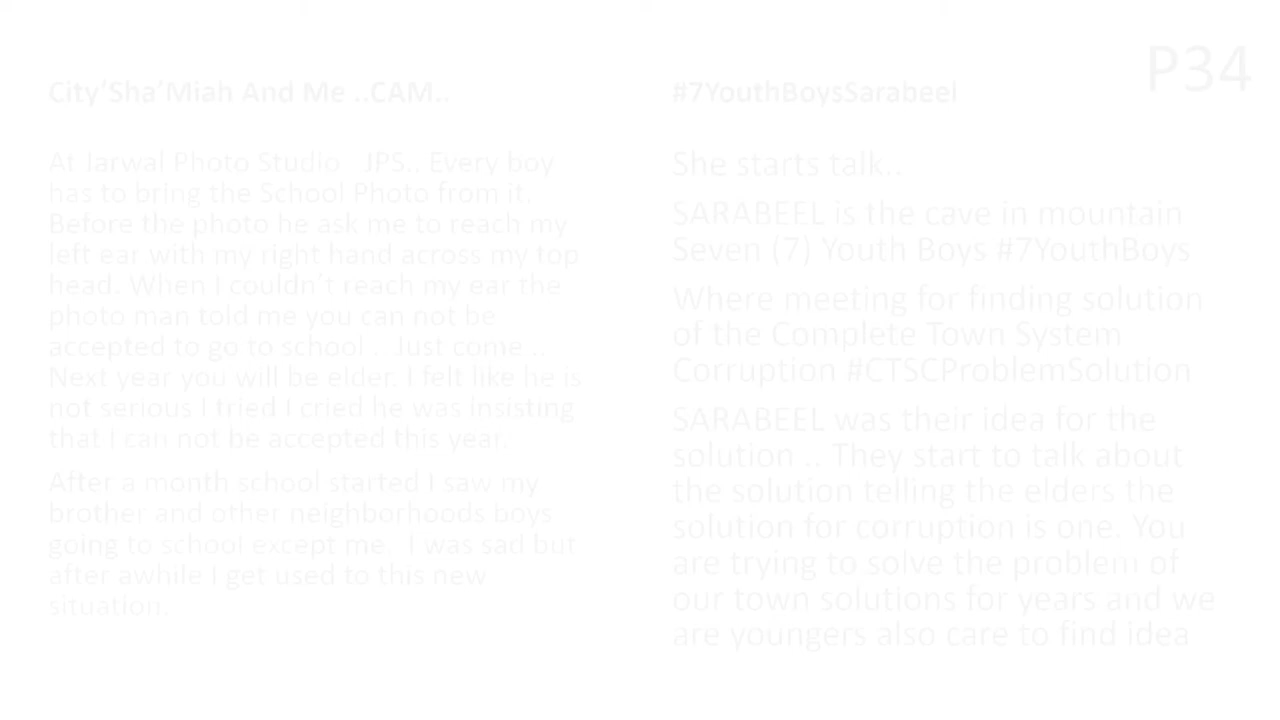 P34
City'Sha'Miah And Me ..CAM..
At Jarwal Photo Studio JPS.. Every boy
has to bring the School Photo from it.
Before the photo he ask me to reach my
left ear with my right hand across my top
head. When I couldn´t reach my ear the
photo man told me you can not be
accepted to go to school . Just come ..
Next year you will be elder. I felt like he is
not serious I tried I cried he was insisting
that I can not be accepted this year.
After a month school started I saw my
brother and other neighborhoods boys
going to school except me. I was sad but
after awhile I get used to this new
situation.
#7YouthBoysSarabeel
She starts talk..
SARABEEL is the cave in mountain
Seven (7) Youth Boys #7YouthBoys
Where meeting for finding solution
of the Complete Town System
Corruption #CTSCProblemSolution
SARABEEL was their idea for the
solution .. They start to talk about
the solution telling the elders the
solution for corruption is one. You
are trying to solve the problem of
our town solutions for years and we
are youngers also care to find idea